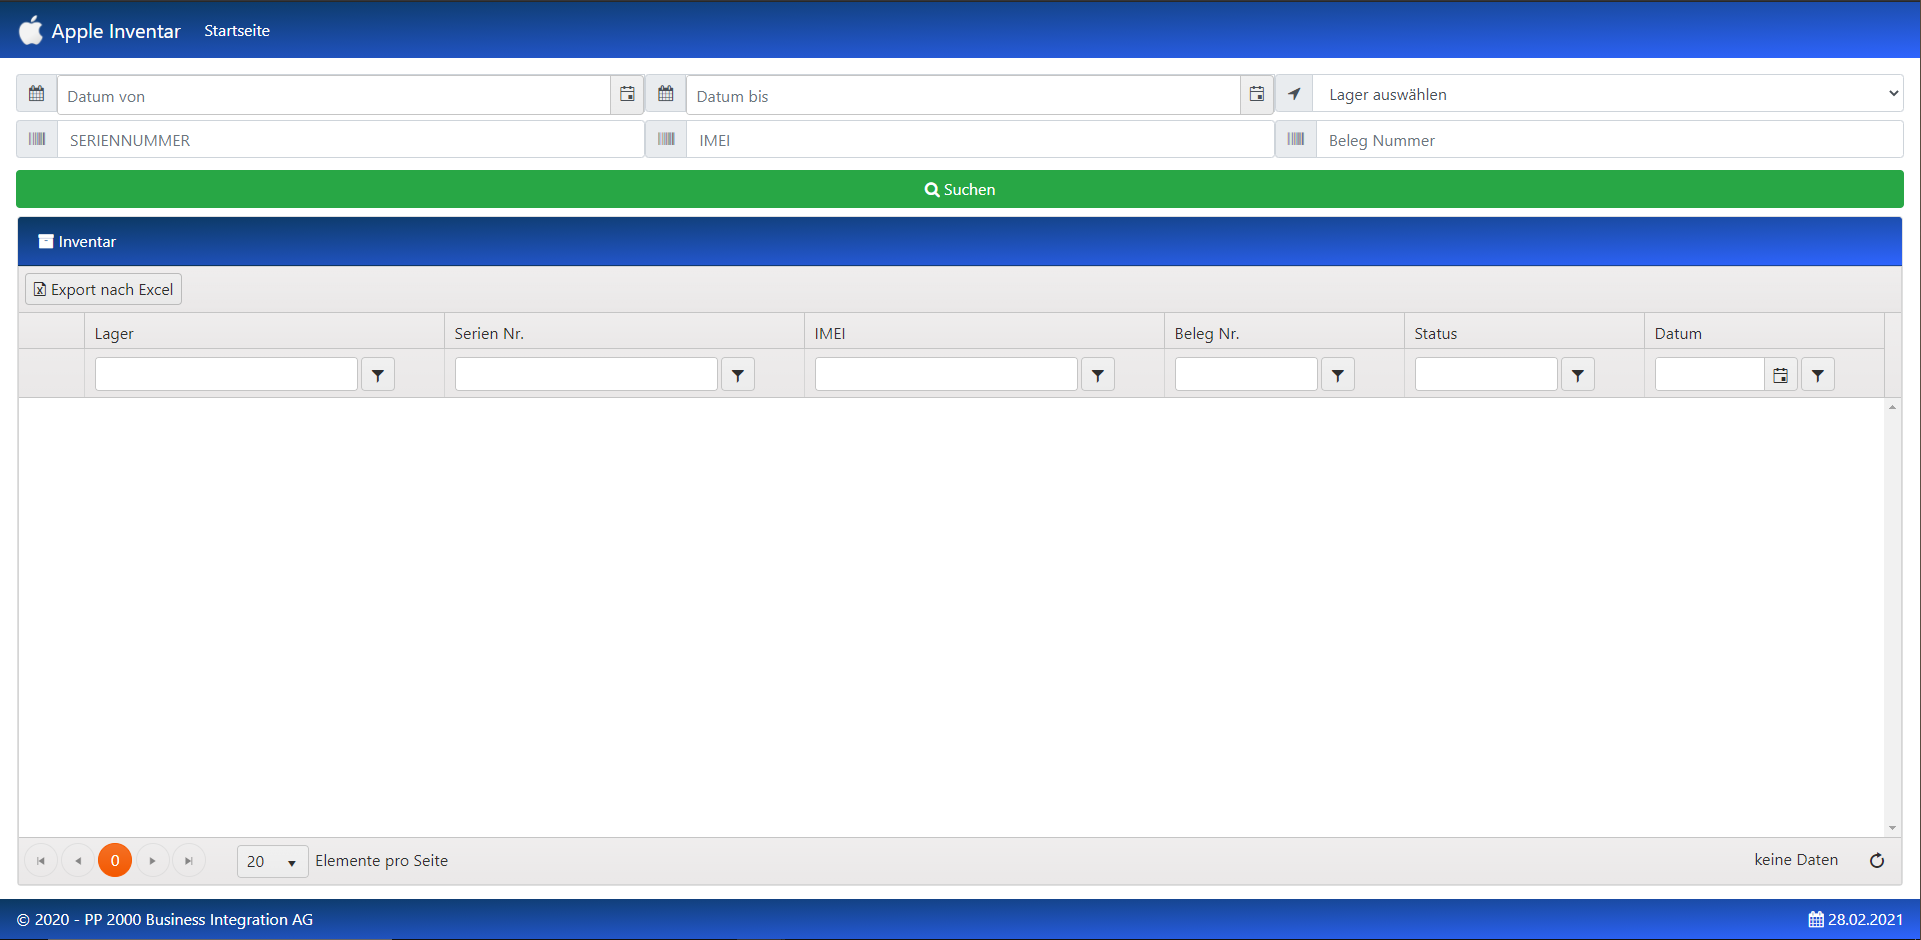 Apple Inventar Startseite
Datum von Datum bis Lager auswählen
SERIENNUMMER IMEI Beleg Nummer
Suchen
Inventar
Export nach Excel
Lager Serien Nr. IMEI Beleg Nr. Status Datum
0 20 Elemente pro Seite keine Daten
© 2020 - PP 2000 Business Integration AG 28.02.2021